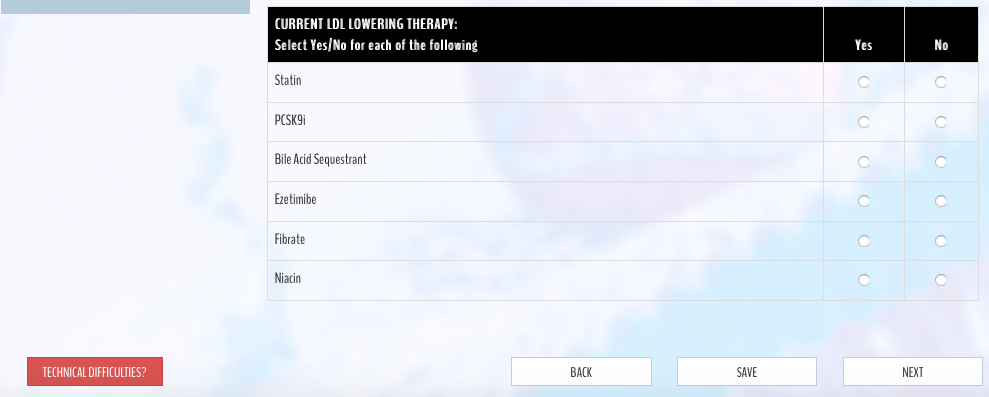 CURRENT LDL LOWERING THERAPY:
Select Yes/No for each of the following
Yes
No
Statin
PCSK9i
Bile Acid Sequestrant
Ezetimibe
Fibrate
Niacin
TECHNICAL DIFFICULTIES?
BACK
SAVE
NEXT